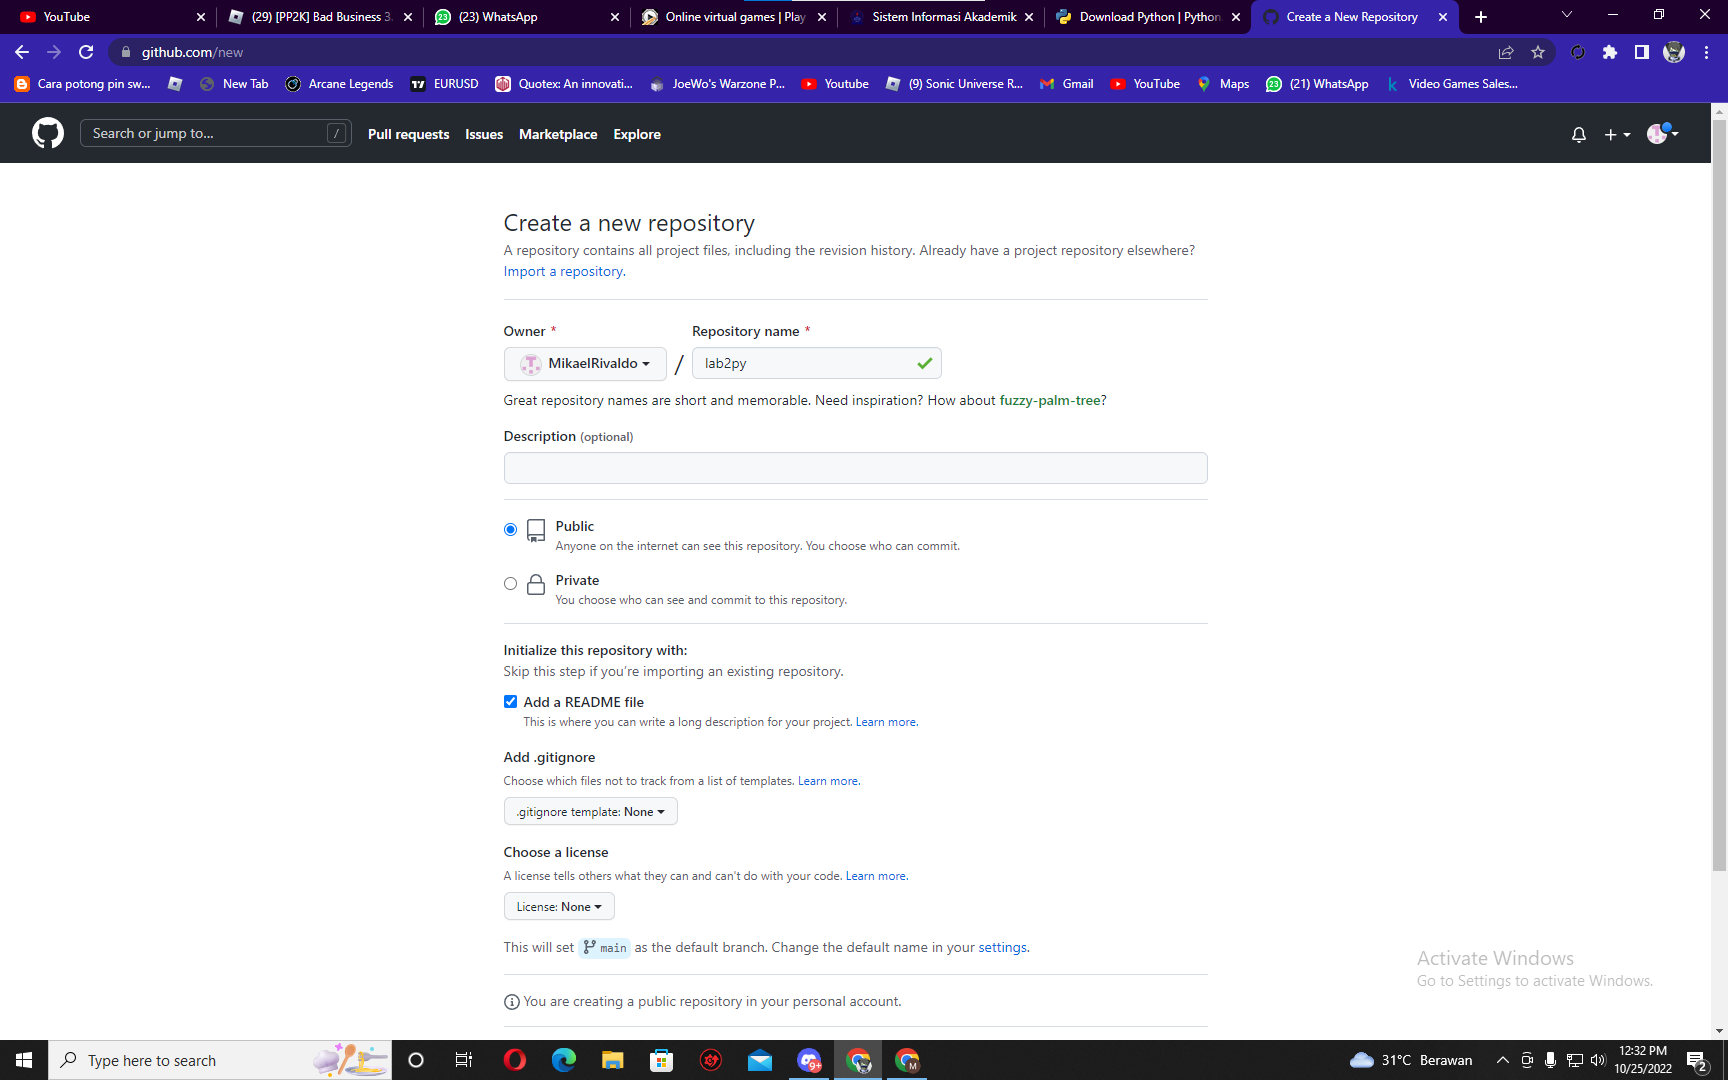 YouTube
(29) [PP2K] Bad Business 3.
(23) WhatsApp
Online virtual games | Play
Sistem Informasi Akademik
Download Python | Python
Create a New Repository
github.com/new
Cara potong pin sw...
New Tab
Arcane Legends
EURUSD
Quotex: An innovati...
JoeWo's Warzone P...
Youtube
(9) Sonic Universe R...
Gmail
YouTube
Maps
(21) WhatsApp
Video Games Sales...
Search or jump to...
/
Pull requests
Issues
Marketplace
Explore
Create a new repository
A repository contains all project files, including the revision history. Already have a project repository elsewhere?
Import a repository.
Owner *
Repository name *
MikaelRivaldo
/
lab2py
Great repository names are short and memorable. Need inspiration? How about fuzzy-palm-tree?
Description (optional)
Public
Anyone on the internet can see this repository. You choose who can commit.
Private
You choose who can see and commit to this repository.
Initialize this repository with:
Skip this step if you're importing an existing repository.
Add a README file
This is where you can write a long description for your project. Learn more.
Add .gitignore
Choose which files not to track from a list of templates. Learn more.
.gitignore template: None
Choose a license
A license tells others what they can and can't do with your code. Learn more.
License: None
This will set main as the default branch. Change the default name in your settings.
You are creating a public repository in your personal account.
Activate Windows
Go to Settings to activate Windows.
Type here to search
9+
M
31°C Berawan
12:32 PM
10/25/2022
2